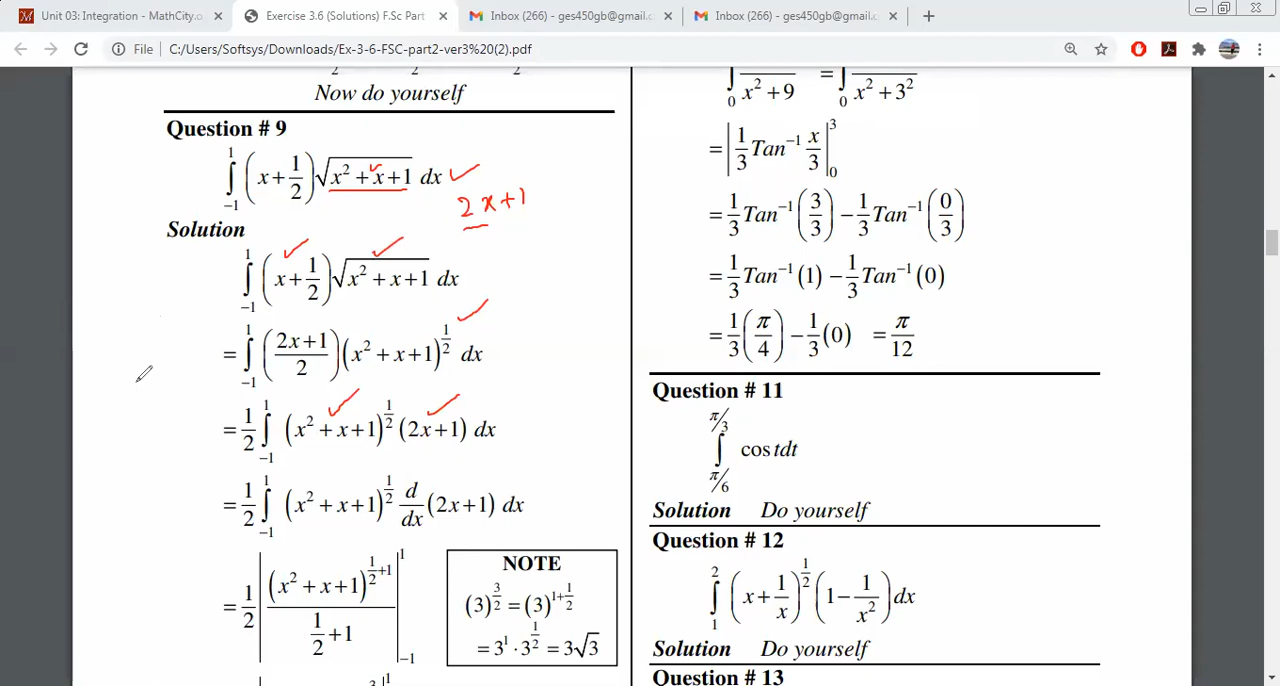 Unit 03: Integration - MathCity.o
Exercise 3.6 (Solutions) F.Sc Part
Inbox (266) - ges450gb@gmail.c
Inbox (266) - ges450gb@gmail.c
File | C:/Users/Softsys/Downloads/Ex-3-6-FSC-part2-ver3%20(2).pdf
2 2 2
Now do yourself
Question # 9
∫_{-1}^{1} (x + 1/2) √(x² + x + 1) dx
2x+1
Solution
∫_{-1}^{1} (x + 1/2) √(x² + x + 1) dx
= ∫_{-1}^{1} ((2x+1)/2) (x² + x + 1)^{1/2} dx
= 1/2 ∫_{-1}^{1} (x² + x + 1)^{1/2} (2x+1) dx
= 1/2 ∫_{-1}^{1} (x² + x + 1)^{1/2} d/dx (2x+1) dx
= 1/2 | (x² + x + 1)^{1/2+1} / (1/2 + 1) |_{-1}^{1}
NOTE
(3)^{3/2} = (3)^{1+1/2}
= 3¹ · 3^{1/2} = 3√3
3 |1
∫_0 x² + 9 = ∫_0 x² + 3²
= | 1/3 Tan⁻¹ x/3 |_0^3
= 1/3 Tan⁻¹(3/3) − 1/3 Tan⁻¹(0/3)
= 1/3 Tan⁻¹(1) − 1/3 Tan⁻¹(0)
= 1/3 (π/4) − 1/3 (0) = π/12
Question # 11
∫_{π/6}^{π/3} cos t dt
Solution Do yourself
Question # 12
∫_1^2 (x + 1/x)^{1/2} (1 − 1/x²) dx
Solution Do yourself
Question # 13